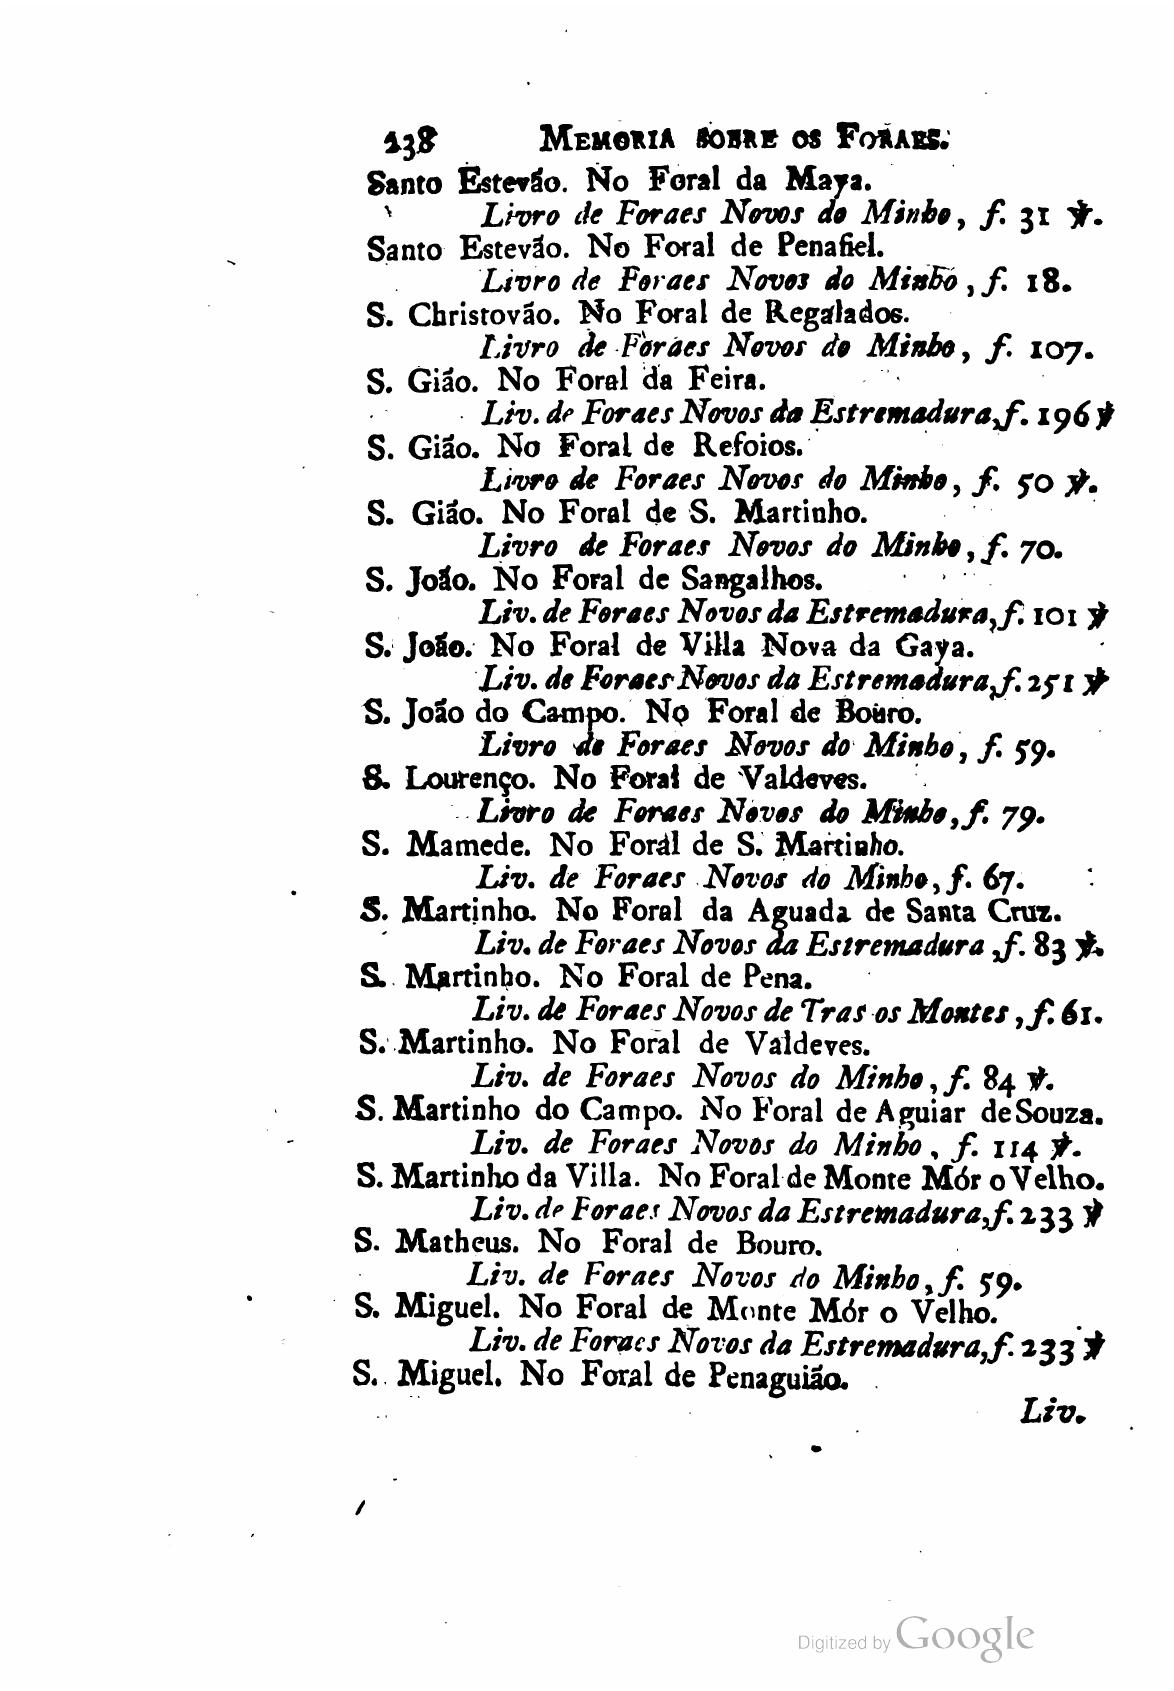 138 MEMORIA SOBRE OS FORAES.
Santo Estevão. No Foral da Maya.
Livro de Foraes Novos do Minho, f. 31 ℣.
Santo Estevão. No Foral de Penafiel.
Livro de Foraes Novos do Minho, f. 18.
S. Christovão. No Foral de Regalados.
Livro de Foraes Novos do Minho, f. 107.
S. Gião. No Foral da Feira.
Liv. de Foraes Novos da Estremadura, f. 196 ℣
S. Gião. No Foral de Refoios.
Livro de Foraes Novos do Minho, f. 50 ℣.
S. Gião. No Foral de S. Martinho.
Livro de Foraes Novos do Minho, f. 70.
S. João. No Foral de Sangalhos.
Liv. de Foraes Novos da Estremadura, f. 101 ℣
S. João. No Foral de Villa Nova da Gaya.
Liv. de Foraes Novos da Estremadura, f. 251 ℣
S. João do Campo. No Foral de Bouro.
Livro de Foraes Novos do Minho, f. 59.
S. Lourenço. No Foral de Valdeves.
Livro de Foraes Novos do Minho, f. 79.
S. Mamede. No Foral de S. Martinho.
Liv. de Foraes Novos do Minho, f. 67.
S. Martinho. No Foral da Aguada de Santa Cruz.
Liv. de Foraes Novos da Estremadura, f. 83 ℣.
S. Martinho. No Foral de Pena.
Liv. de Foraes Novos de Tras os Montes, f. 61.
S. Martinho. No Foral de Valdeves.
Liv. de Foraes Novos do Minho, f. 84 ℣.
S. Martinho do Campo. No Foral de Aguiar de Souza.
Liv. de Foraes Novos do Minho, f. 114 ℣.
S. Martinho da Villa. No Foral de Monte Mór o Velho.
Liv. de Foraes Novos da Estremadura, f. 233 ℣
S. Matheus. No Foral de Bouro.
Liv. de Foraes Novos do Minho, f. 59.
S. Miguel. No Foral de Monte Mór o Velho.
Liv. de Foraes Novos da Estremadura, f. 233 ℣
S. Miguel. No Foral de Penaguião.
Liv.
Digitized by Google